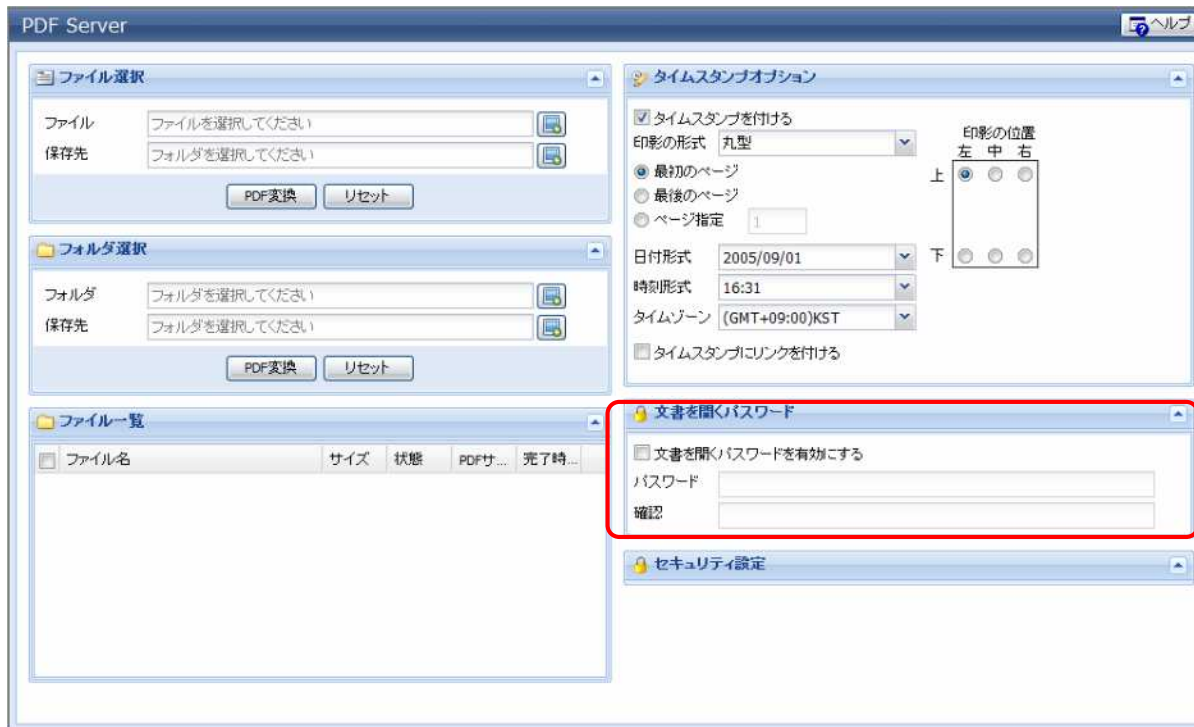 PDF Server
ヘルプ
ファイル選択
ファイル ファイルを選択してください
保存先 フォルダを選択してください
PDF変換 リセット
フォルダ選択
フォルダ フォルダを選択してください
保存先 フォルダを選択してください
PDF変換 リセット
ファイル一覧
ファイル名 サイズ 状態 PDFサ... 完了時...
タイムスタンプオプション
タイムスタンプを付ける
印影の形式 丸型
最初のページ
最後のページ
ページ指定 1
印影の位置
左 中 右
上
下
日付形式 2005/09/01
時刻形式 16:31
タイムゾーン (GMT+09:00)KST
タイムスタンプにリンクを付ける
文書を開くパスワード
文書を開くパスワードを有効にする
パスワード
確認
セキュリティ設定